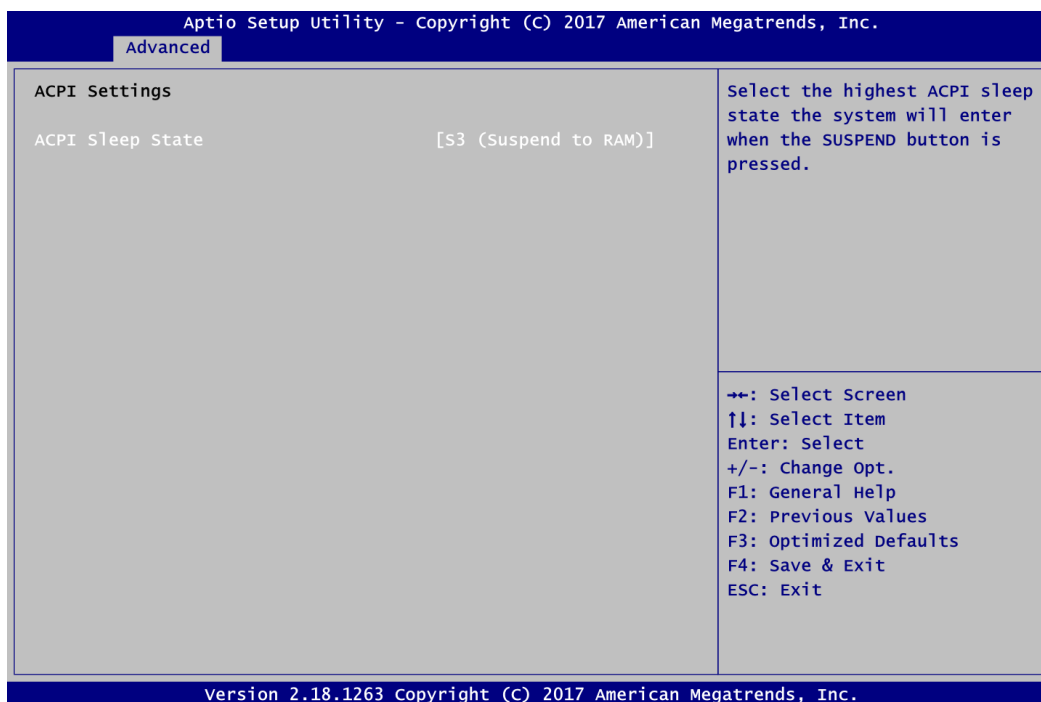 Aptio Setup Utility – Copyright (C) 2017 American Megatrends, Inc.
Advanced
ACPI Settings
ACPI Sleep State [S3 (Suspend to RAM)]
Select the highest ACPI sleep
state the system will enter
when the SUSPEND button is
pressed.
→←: Select Screen
↑↓: Select Item
Enter: Select
+/-: Change Opt.
F1: General Help
F2: Previous Values
F3: Optimized Defaults
F4: Save & Exit
ESC: Exit
Version 2.18.1263 Copyright (C) 2017 American Megatrends, Inc.